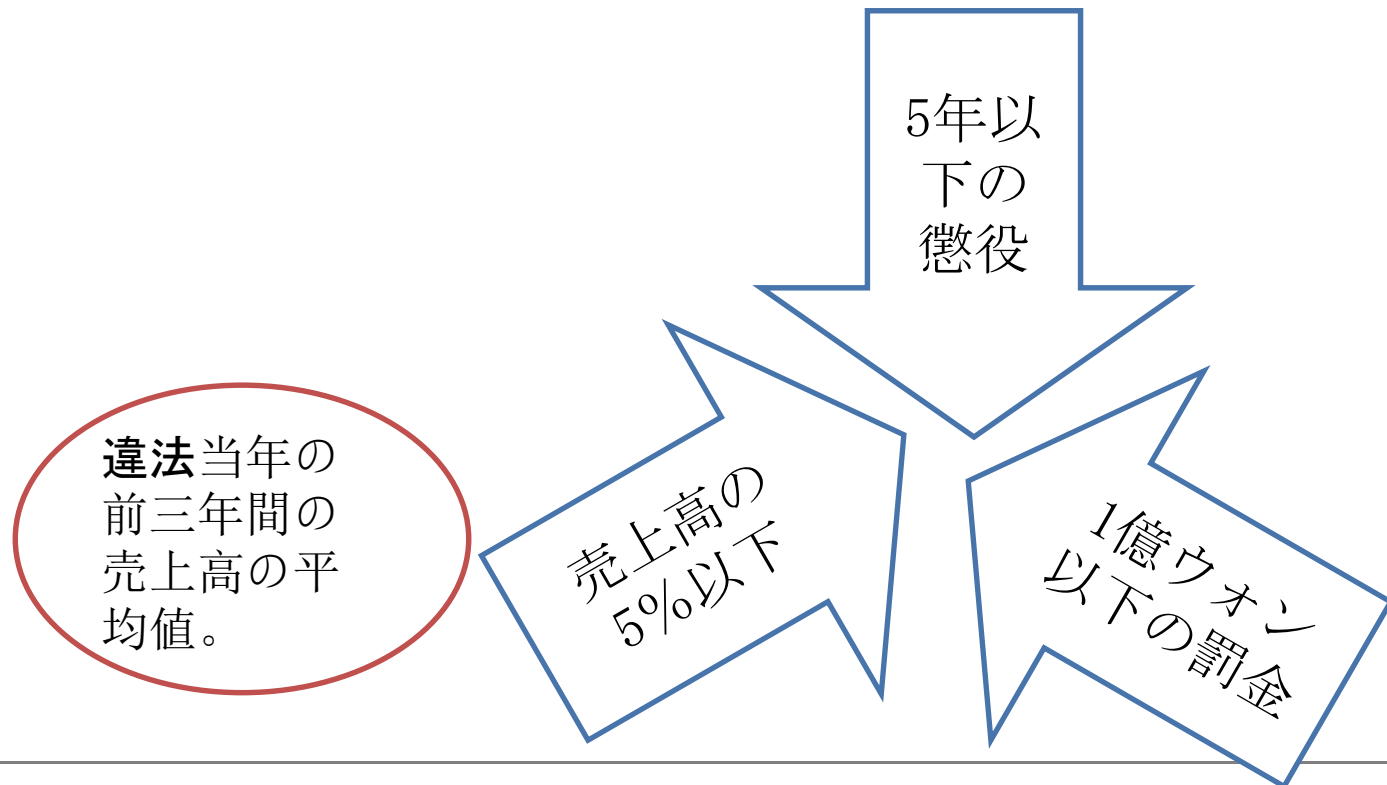 5年以
下の
懲役
違法当年の
前三年間の
売上高の平
均値。
売上高の
5%以下
1億ウォン
以下の罰金